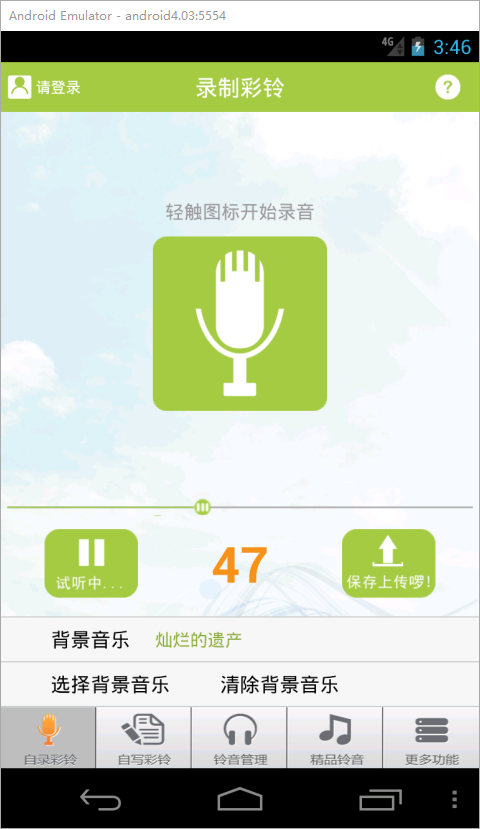 Android Emulator - android4.03:5554
4G 3:46
请登录 录制彩铃 ?
轻触图标开始录音
试听中... 47 保存上传啰!
背景音乐 灿烂的遗产
选择背景音乐 清除背景音乐
自录彩铃 自写彩铃 铃音管理 精品铃音 更多功能